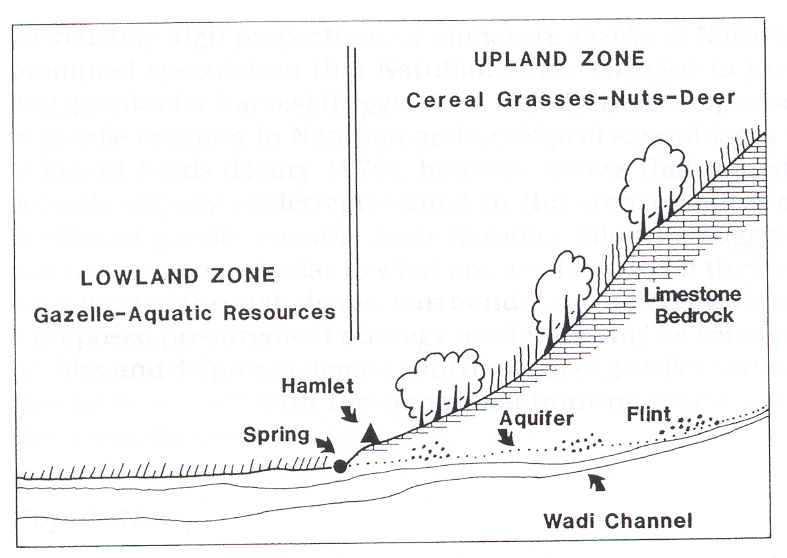 UPLAND ZONE
Cereal Grasses-Nuts-Deer
LOWLAND ZONE
Gazelle-Aquatic Resources
Limestone
Bedrock
Hamlet
Spring
Aquifer
Flint
Wadi Channel